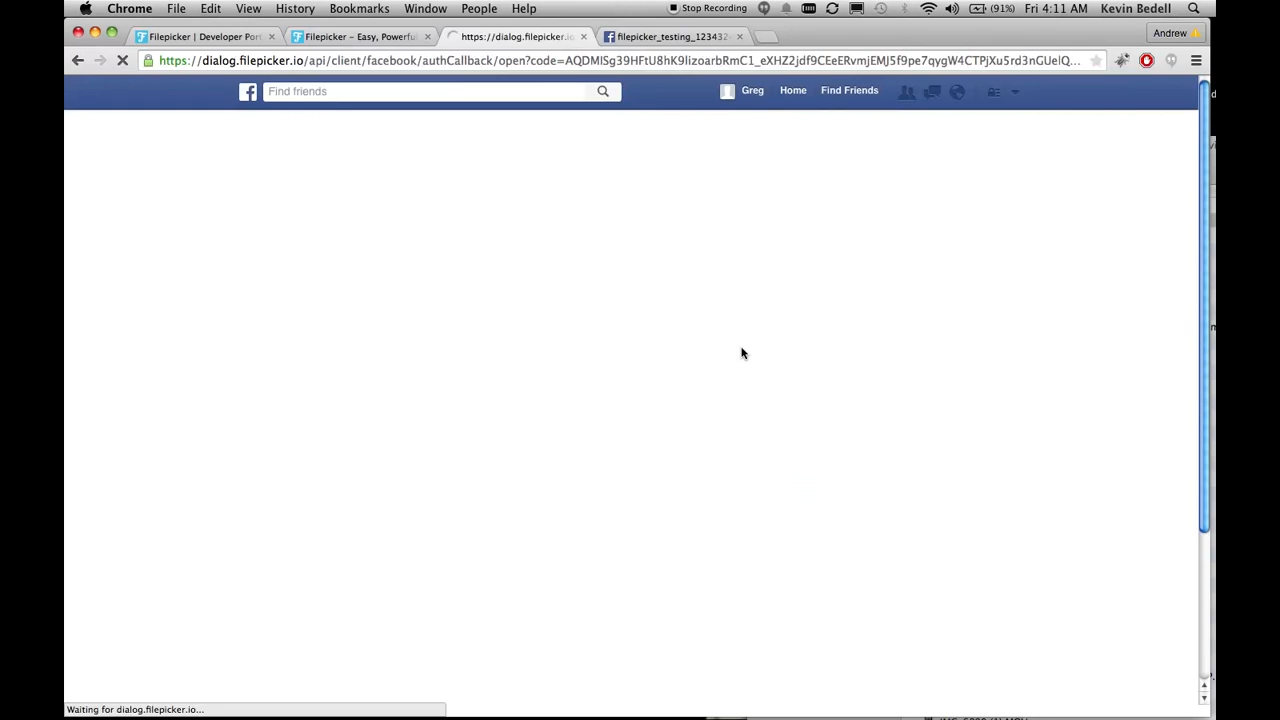 Chrome File Edit View History Bookmarks Window People Help Stop Recording (91%) Fri 4:11 AM Kevin Bedell
Filepicker | Developer Por Filepicker – Easy, Powerfu https://dialog.filepicker.io filepicker_testing_123432 Andrew
https://dialog.filepicker.io/api/client/facebook/authCallback/open?code=
Find friends Greg Home Find Friends
Waiting for dialog.filepicker.io...